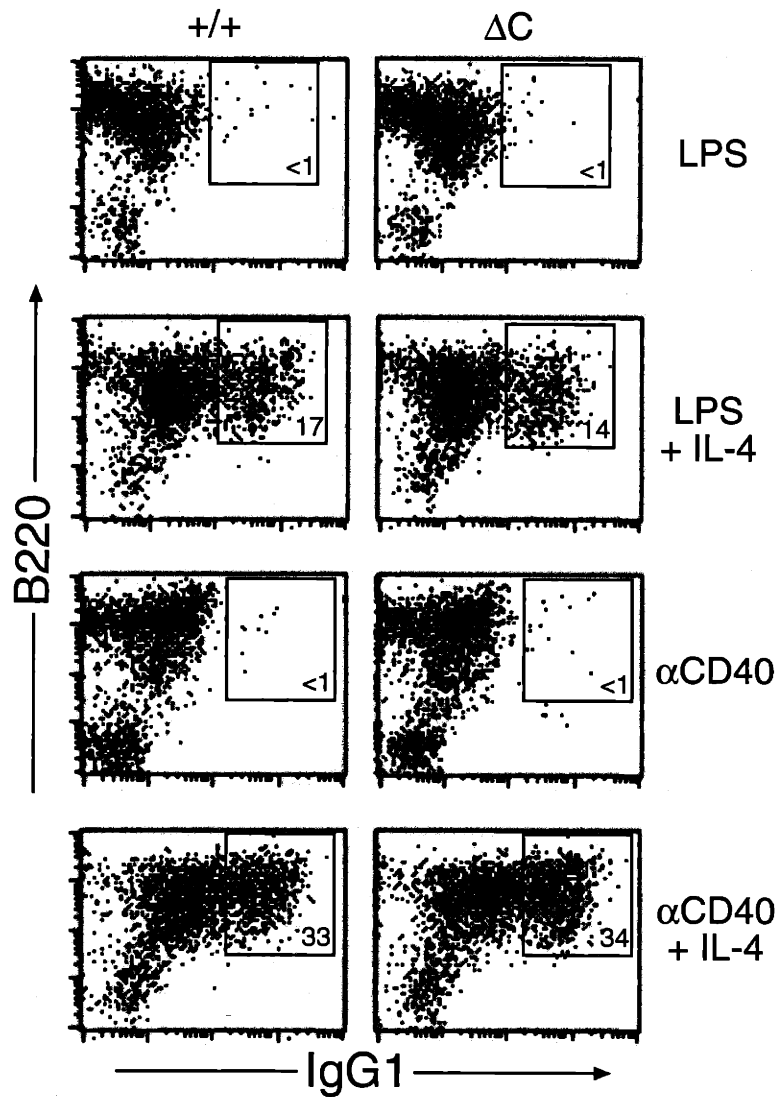 +/+ ΔC
<1 <1 LPS
17 14 LPS
+ IL-4
B220
<1 <1 αCD40
33 34 αCD40
+ IL-4
IgG1